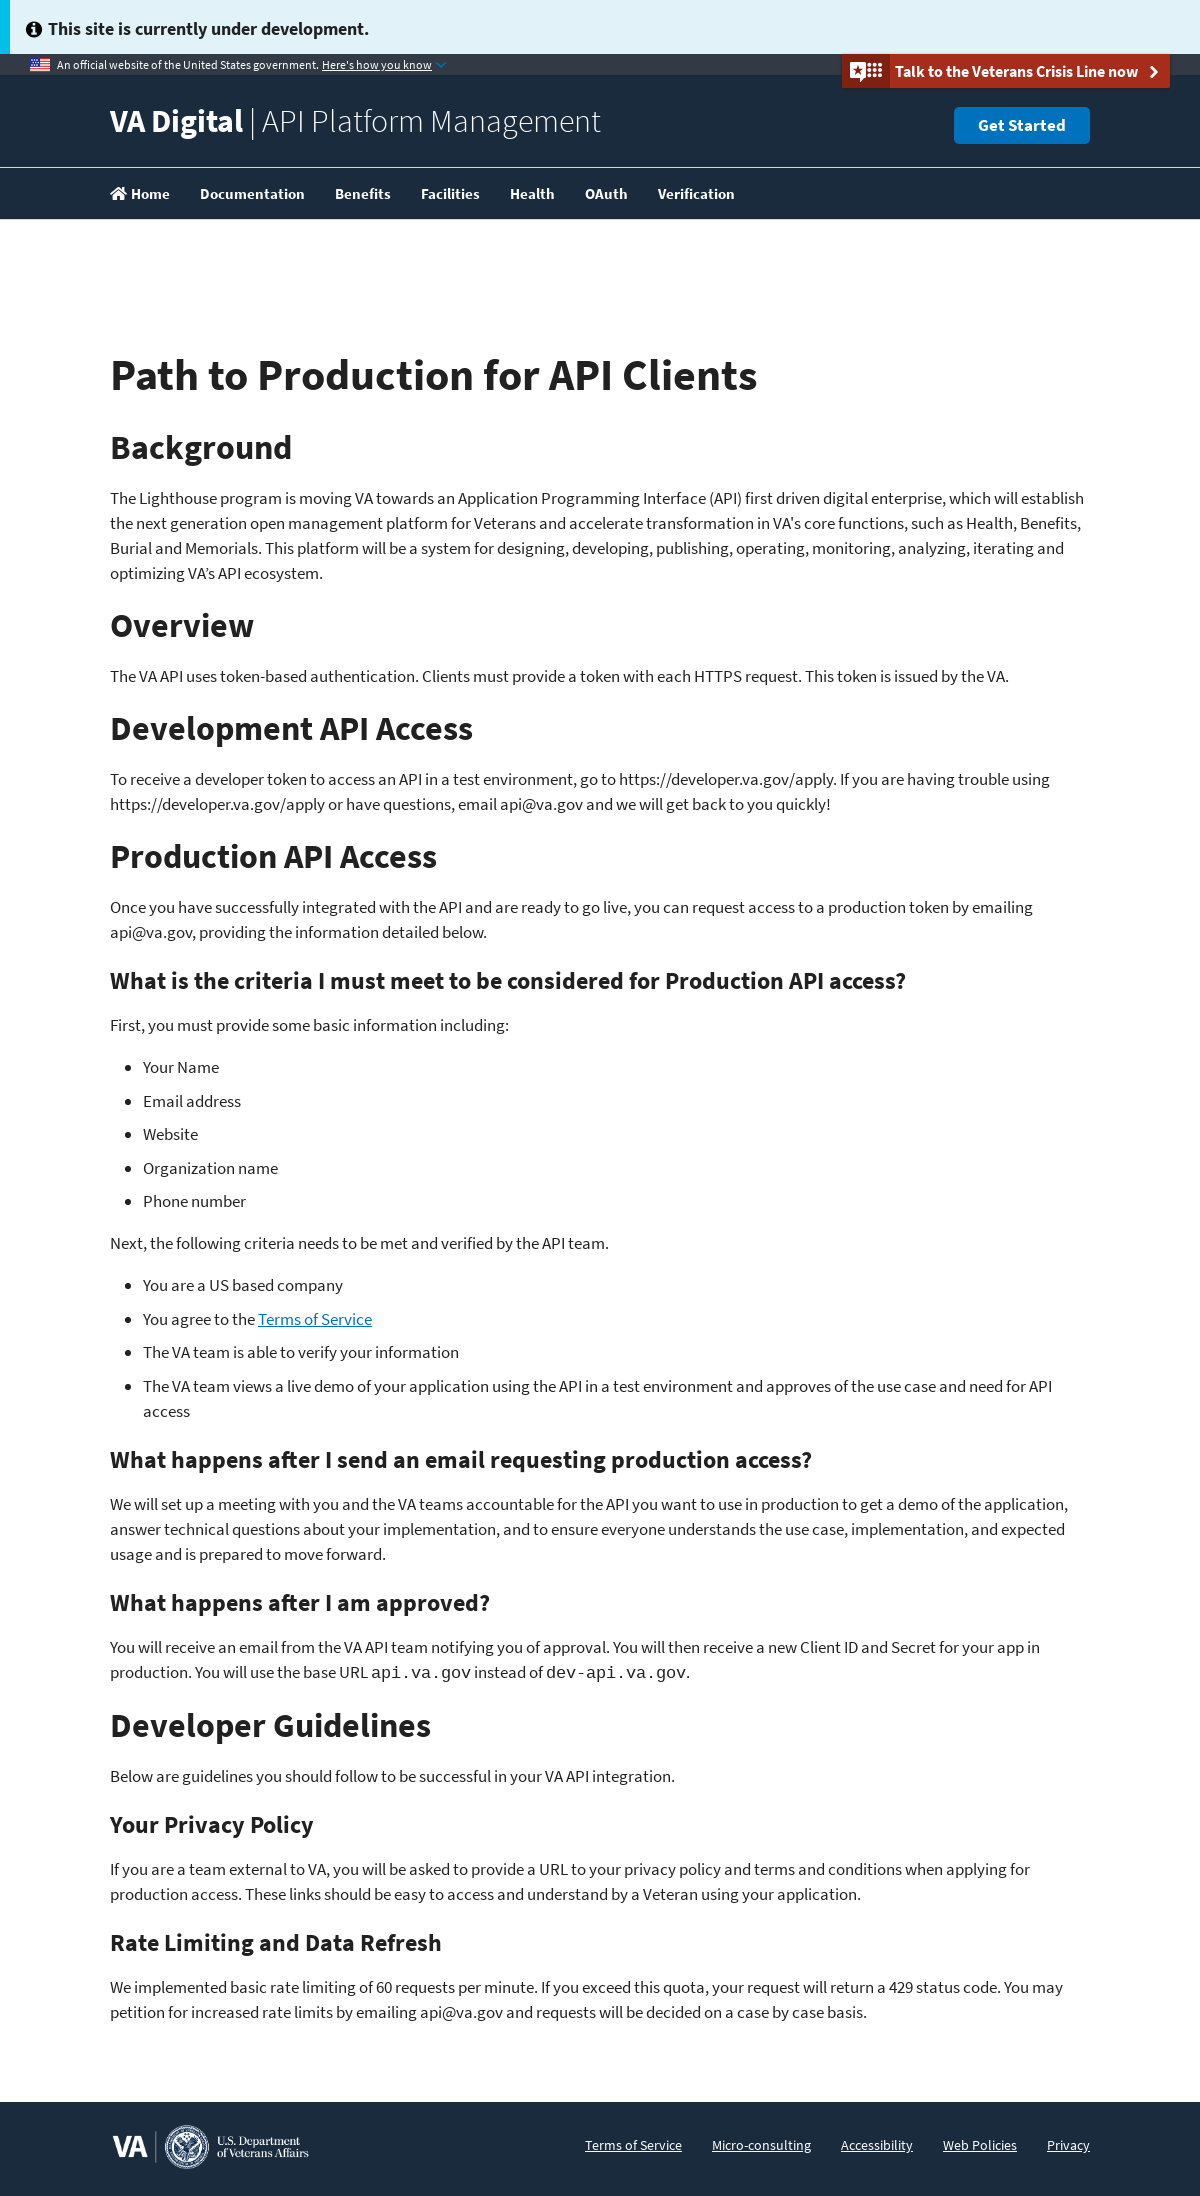 This site is currently under development.
An official website of the United States government. Here's how you know
Talk to the Veterans Crisis Line now
VA Digital | API Platform Management
Get Started
Home Documentation Benefits Facilities Health OAuth Verification
Path to Production for API Clients
Background
The Lighthouse program is moving VA towards an Application Programming Interface (API) first driven digital enterprise, which will establish
the next generation open management platform for Veterans and accelerate transformation in VA's core functions, such as Health, Benefits,
Burial and Memorials. This platform will be a system for designing, developing, publishing, operating, monitoring, analyzing, iterating and
optimizing VA’s API ecosystem.
Overview
The VA API uses token-based authentication. Clients must provide a token with each HTTPS request. This token is issued by the VA.
Development API Access
To receive a developer token to access an API in a test environment, go to https://developer.va.gov/apply. If you are having trouble using
https://developer.va.gov/apply or have questions, email api@va.gov and we will get back to you quickly!
Production API Access
Once you have successfully integrated with the API and are ready to go live, you can request access to a production token by emailing
api@va.gov, providing the information detailed below.
What is the criteria I must meet to be considered for Production API access?
First, you must provide some basic information including:
Your Name
Email address
Website
Organization name
Phone number
Next, the following criteria needs to be met and verified by the API team.
You are a US based company
You agree to the Terms of Service
The VA team is able to verify your information
The VA team views a live demo of your application using the API in a test environment and approves of the use case and need for API
access
What happens after I send an email requesting production access?
We will set up a meeting with you and the VA teams accountable for the API you want to use in production to get a demo of the application,
answer technical questions about your implementation, and to ensure everyone understands the use case, implementation, and expected
usage and is prepared to move forward.
What happens after I am approved?
You will receive an email from the VA API team notifying you of approval. You will then receive a new Client ID and Secret for your app in
production. You will use the base URL api.va.gov instead of dev-api.va.gov.
Developer Guidelines
Below are guidelines you should follow to be successful in your VA API integration.
Your Privacy Policy
If you are a team external to VA, you will be asked to provide a URL to your privacy policy and terms and conditions when applying for
production access. These links should be easy to access and understand by a Veteran using your application.
Rate Limiting and Data Refresh
We implemented basic rate limiting of 60 requests per minute. If you exceed this quota, your request will return a 429 status code. You may
petition for increased rate limits by emailing api@va.gov and requests will be decided on a case by case basis.
VA
U.S. Department
of Veterans Affairs
Terms of Service Micro-consulting Accessibility Web Policies Privacy